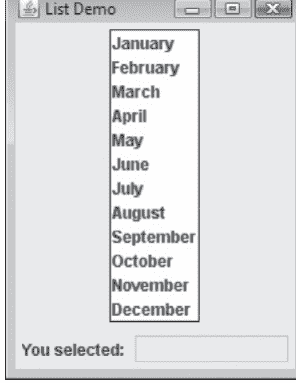 List Demo
January
February
March
April
May
June
July
August
September
October
November
December
You selected: